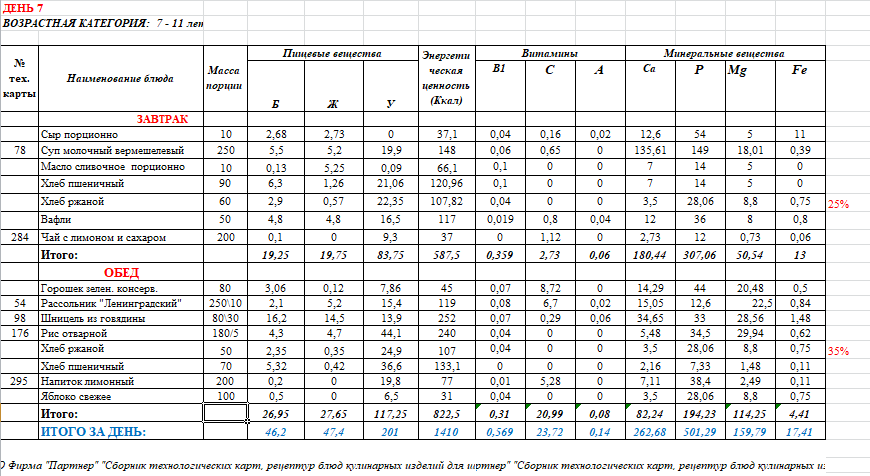 ДЕНЬ 7
ВОЗРАСТНАЯ КАТЕГОРИЯ: 7 - 11 лет
№ тех. карты Наименование блюда Масса порции Пищевые вещества Энергетическая ценность (Ккал) Витамины Минеральные вещества
Б Ж У В1 С А Са Р Mg Fe
ЗАВТРАК
Сыр порционно 10 2,68 2,73 0 37,1 0,04 0,16 0,02 12,6 54 5 11
78 Суп молочный вермешелевый 250 5,5 5,2 19,9 148 0,06 0,65 0 135,61 149 18,01 0,39
Масло сливочное порционно 10 0,13 5,25 0,09 66,1 0,1 0 0 7 14 5 0
Хлеб пшеничный 90 6,3 1,26 21,06 120,96 0,1 0 0 7 14 5 0
Хлеб ржаной 60 2,9 0,57 22,35 107,82 0,04 0 0 3,5 28,06 8,8 0,75 25%
Вафли 50 4,8 4,8 16,5 117 0,019 0,8 0,04 12 36 8 0,8
284 Чай с лимоном и сахаром 200 0,1 0 9,3 37 0 1,12 0 2,73 12 0,73 0,06
Итого: 19,25 19,75 83,75 587,5 0,359 2,73 0,06 180,44 307,06 50,54 13
ОБЕД
Горошек зелен. консерв. 80 3,06 0,12 7,86 45 0,07 8,72 0 14,29 44 20,48 0,5
54 Рассольник "Ленинградский" 250\10 2,1 5,2 15,4 119 0,08 6,7 0,02 15,05 12,6 22,5 0,84
98 Шницель из говядины 80\30 16,2 14,5 13,9 252 0,07 0,29 0,06 34,65 33 28,56 1,48
176 Рис отварной 180/5 4,3 4,7 44,1 240 0,04 0 0 5,48 34,5 29,94 0,62
Хлеб ржаной 50 2,35 0,35 24,9 107 0,04 0 0 3,5 28,06 8,8 0,75 35%
Хлеб пшеничный 70 5,32 0,42 36,6 133,1 0 0 2,16 7,33 1,48 0,11
295 Напиток лимонный 200 0,2 0 19,8 77 0,01 5,28 0 7,11 38,4 2,49 0,11
Яблоко свежее 100 0,5 0 6,5 31 0,04 0 0 3,5 28,06 8,8 0,75
Итого: 26,95 27,65 117,25 822,5 0,31 20,99 0,08 82,24 194,23 114,25 4,41
ИТОГО ЗА ДЕНЬ: 46,2 47,4 201 1410 0,569 23,72 0,14 262,68 501,29 159,79 17,41
О Фирма "Партнер" "Сборник технологических карт, рецептур блюд кулинарных изделий для шртнер" "Сборник технологических карт, рецептур блюд кулинарных из